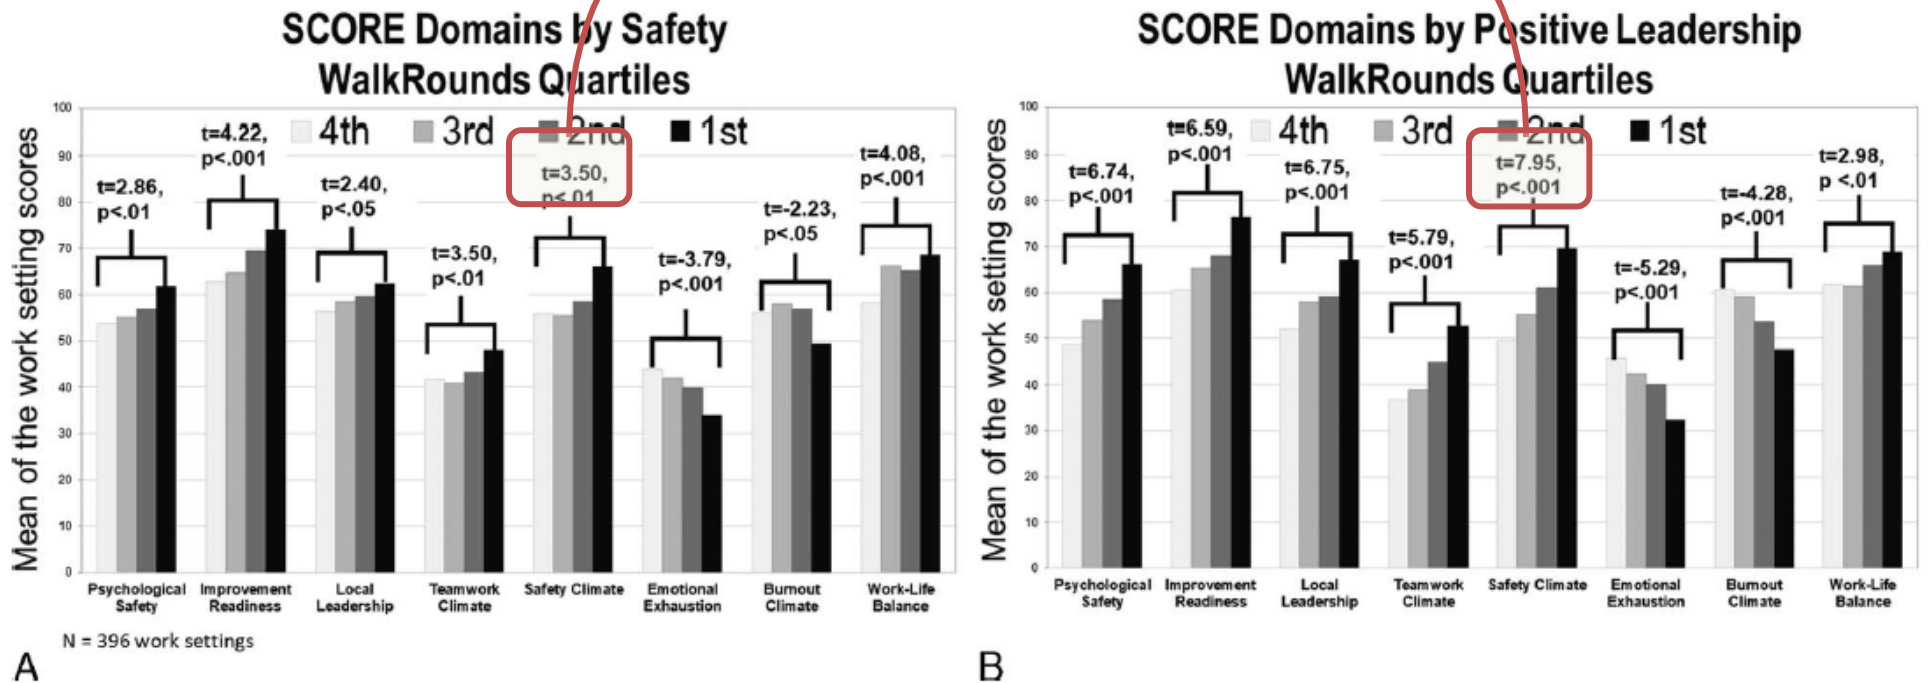 SCORE Domains by Safety
WalkRounds Quartiles
Mean of the work setting scores
100
90
80
70
60
50
40
30
20
10
0
4th
3rd
2nd
1st
t=2.86,
p<.01
t=4.22,
p<.001
t=2.40,
p<.05
t=3.50,
p<.01
t=3.50,
p<.01
t=-3.79,
p<.001
t=-2.23,
p<.05
t=4.08,
p<.001
Psychological
Safety
Improvement
Readiness
Local
Leadership
Teamwork
Climate
Safety Climate
Emotional
Exhaustion
Burnout
Climate
Work-Life
Balance
N = 396 work settings
A
SCORE Domains by Positive Leadership
WalkRounds Quartiles
Mean of the work setting scores
100
90
80
70
60
50
40
30
20
10
0
4th
3rd
2nd
1st
t=6.74,
p<.001
t=6.59,
p<.001
t=6.75,
p<.001
t=5.79,
p<.001
t=7.95,
p<.001
t=-5.29,
p<.001
t=-4.28,
p<.001
t=2.98,
p <.01
Psychological
Safety
Improvement
Readiness
Local
Leadership
Teamwork
Climate
Safety Climate
Emotional
Exhaustion
Burnout
Climate
Work-Life
Balance
B